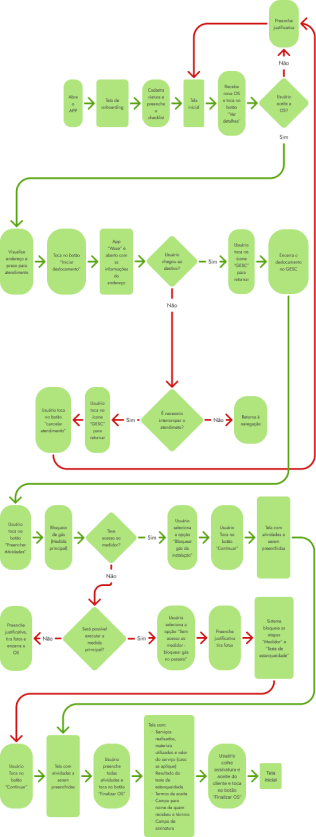 Preenche
justificativa
Não
Abre
o
APP
Tela de
onboarding
Cadastra
viatura e
preenche
o
checklist
Tela
inicial
Recebe
nova OS
e toca no
botão
"Ver
detalhes"
Usuário
aceita a
OS?
Sim
Visualiza
endereço e
prazo para
atendimento
Toca no botão
"Iniciar
deslocamento"
App
"Waze" é
aberto com
as
informações
do
endereço
Usuário
chegou ao
destino?
Sim
Usuário
toca no
ícone
"GESC"
para
retornar
Encerra o
deslocamento
no GESC
Não
Usuário toca
no botão
"cancelar
atendimento"
Usuário
toca no
ícone
"GESC"
para
retornar
Sim
É necessário
interromper o
atendimento?
Não
Retorna à
navegação
Usuário
toca no
botão
"Preencher
Atividades"
Bloqueio
de gás
(Medida
principal)
Teve
acesso ao
medidor?
Sim
Usuário
seleciona
a opção
"Bloquear
gás da
instalação"
Usuário
Toca no
botão
"Continuar"
Tela com
atividades a
serem
preenchidas
Não
Preenche
justificativa,
tira fotos e
encerra a
OS
Não
Será possível
executar a
medida
principal?
Sim
Usuário
seleciona a
opção "Sem
acesso ao
medidor -
bloquear gás
no passeio"
Preenche
justificativa
tira fotos
Sistema
bloqueia as
etapas
"Medidor" e
"Teste de
estanqueidade"
Usuário
Toca no
botão
"Continuar"
Tela com
atividades a
serem
preenchidas
Usuário
preenche
todas
atividades e
toca no botão
"Finalizar OS"
Tela com:
Serviços
realizados,
materiais
utilizados e valor
do serviço (caso
se aplique)
Resultado do
teste de
estanqueidade
Termos de aceite
Campo para
nome de quem
recebeu o técnico
Campo de
assinatura
Usuário
colhe
assinatura e
aceite do
cliente e toca
no botão
"Finalizar OS"
Tela
inicial